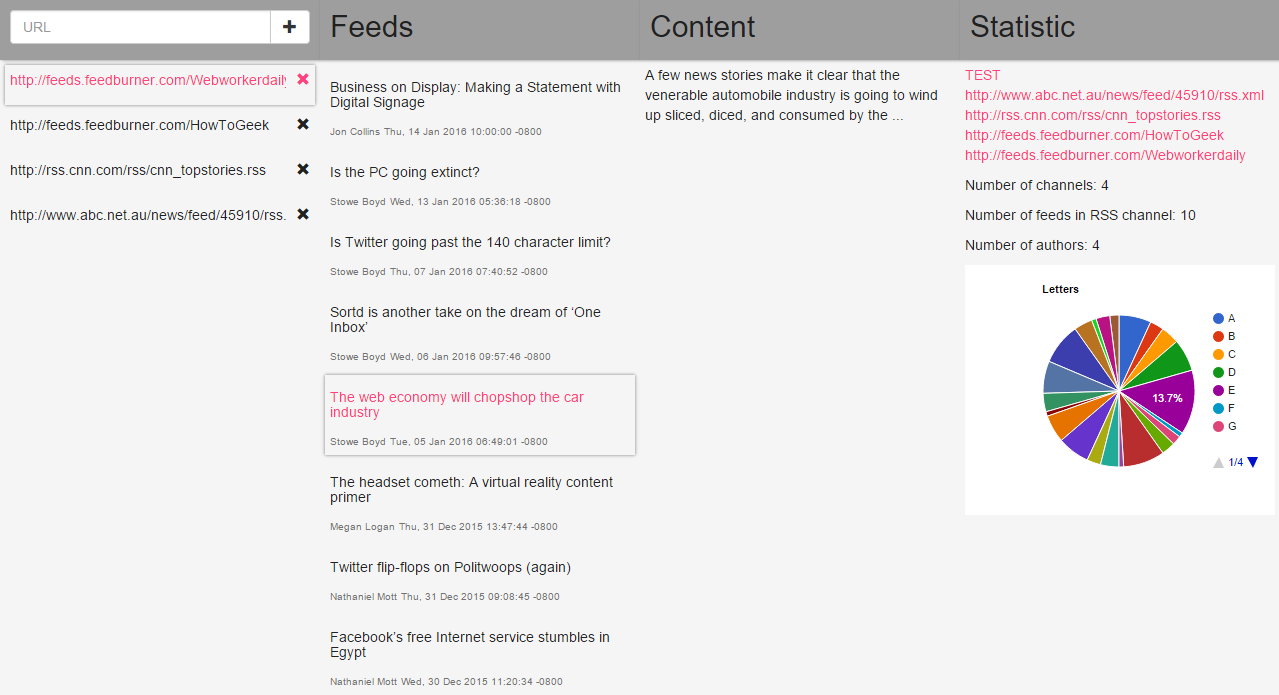 URL
http://feeds.feedburner.com/Webworkerdaily
http://feeds.feedburner.com/HowToGeek
http://rss.cnn.com/rss/cnn_topstories.rss
http://www.abc.net.au/news/feed/45910/rss.
Feeds
Business on Display: Making a Statement with
Digital Signage
Jon Collins Thu, 14 Jan 2016 10:00:00 -0800
Is the PC going extinct?
Stowe Boyd Wed, 13 Jan 2016 05:36:18 -0800
Is Twitter going past the 140 character limit?
Stowe Boyd Thu, 07 Jan 2016 07:40:52 -0800
Sortd is another take on the dream of ‘One
Inbox’
Stowe Boyd Wed, 06 Jan 2016 09:57:46 -0800
The web economy will chopshop the car
industry
Stowe Boyd Tue, 05 Jan 2016 06:49:01 -0800
The headset cometh: A virtual reality content
primer
Megan Logan Thu, 31 Dec 2015 13:47:44 -0800
Twitter flip-flops on Politwoops (again)
Nathaniel Mott Thu, 31 Dec 2015 09:08:45 -0800
Facebook’s free Internet service stumbles in
Egypt
Nathaniel Mott Wed, 30 Dec 2015 11:20:34 -0800
Content
A few news stories make it clear that the
venerable automobile industry is going to wind
up sliced, diced, and consumed by the ...
Statistic
TEST
http://www.abc.net.au/news/feed/45910/rss.xml
http://rss.cnn.com/rss/cnn_topstories.rss
http://feeds.feedburner.com/HowToGeek
http://feeds.feedburner.com/Webworkerdaily
Number of channels: 4
Number of feeds in RSS channel: 10
Number of authors: 4
Letters
13.7%
A
B
C
D
E
F
G
1/4